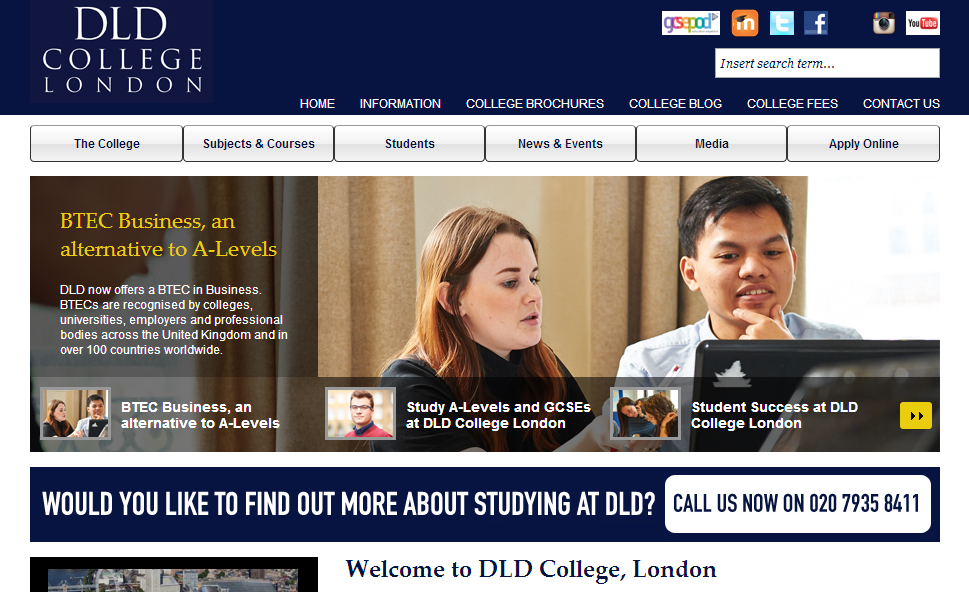 DLD
COLLEGE
LONDON
gcsepod
You Tube
Insert search term...
HOME INFORMATION COLLEGE BROCHURES COLLEGE BLOG COLLEGE FEES CONTACT US
The College Subjects & Courses Students News & Events Media Apply Online
BTEC Business, an
alternative to A-Levels
DLD now offers a BTEC in Business.
BTECs are recognised by colleges,
universities, employers and professional
bodies across the United Kingdom and in
over 100 countries worldwide.
BTEC Business, an
alternative to A-Levels
Study A-Levels and GCSEs
at DLD College London
Student Success at DLD
College London
WOULD YOU LIKE TO FIND OUT MORE ABOUT STUDYING AT DLD? CALL US NOW ON 020 7935 8411
Welcome to DLD College, London